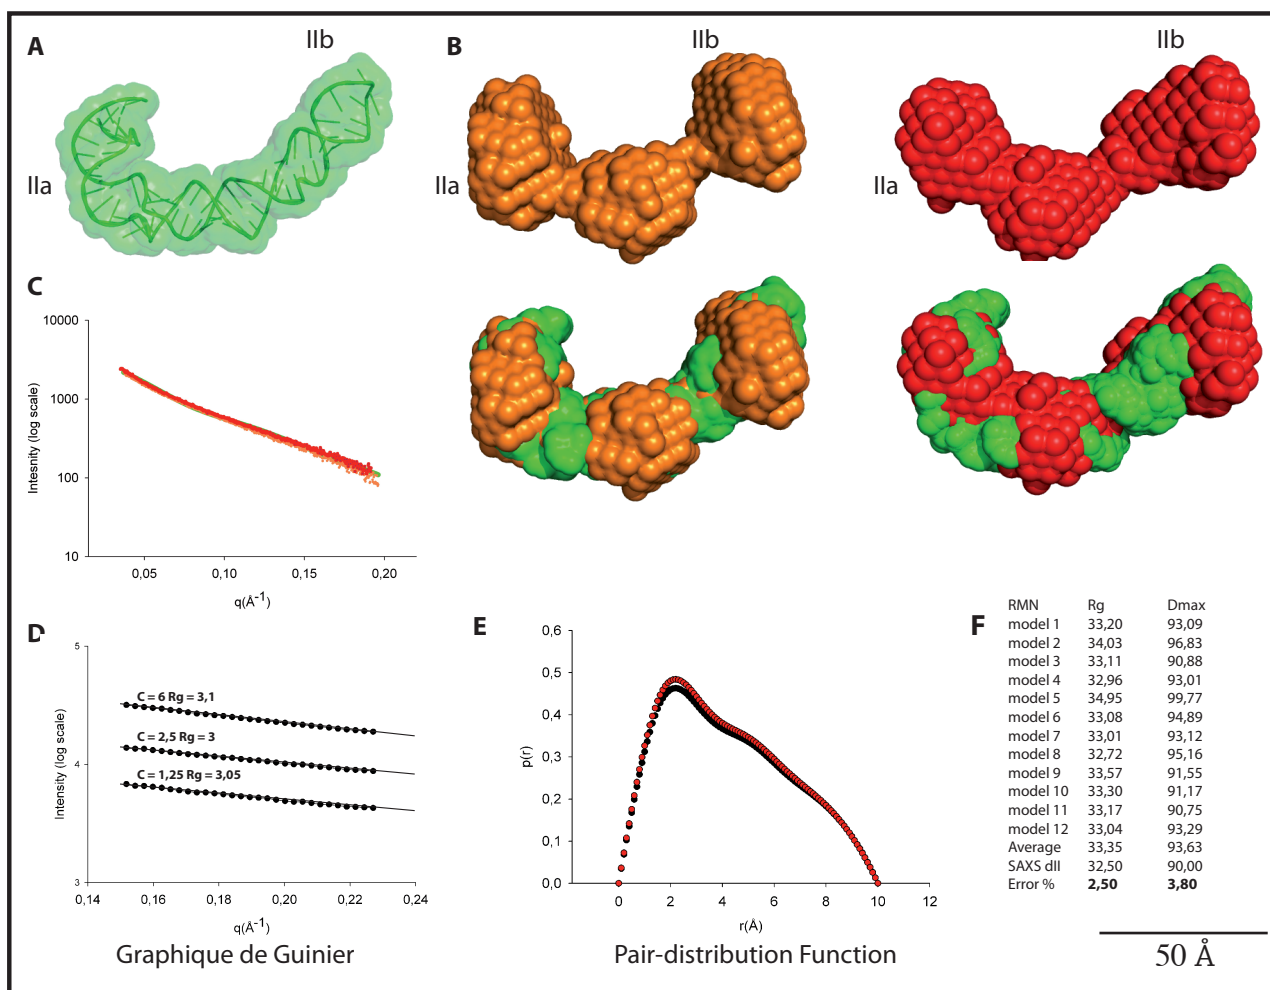 A
IIb
IIa
B
IIb
IIa
IIb
IIa
C
10000
1000
100
10
Intesnity (log scale)
0,05 0,10 0,15 0,20
q(Å-1)
D
5
4
3
Intensity (log scale)
C = 6 Rg = 3,1
C = 2,5 Rg = 3
C = 1,25 Rg = 3,05
0,14 0,16 0,18 0,20 0,22 0,24
q(Å-1)
Graphique de Guinier
E
0,6
0,5
0,4
0,3
0,2
0,1
0,0
p(r)
0 2 4 6 8 10 12
r(Å)
Pair-distribution Function
F
RMN Rg Dmax
model 1 33,20 93,09
model 2 34,03 96,83
model 3 33,11 90,88
model 4 32,96 93,01
model 5 34,95 99,77
model 6 33,08 94,89
model 7 33,01 93,12
model 8 32,72 95,16
model 9 33,57 91,55
model 10 33,30 91,17
model 11 33,17 90,75
model 12 33,04 93,29
Average 33,35 93,63
SAXS dII 32,50 90,00
Error % 2,50 3,80
50 Å